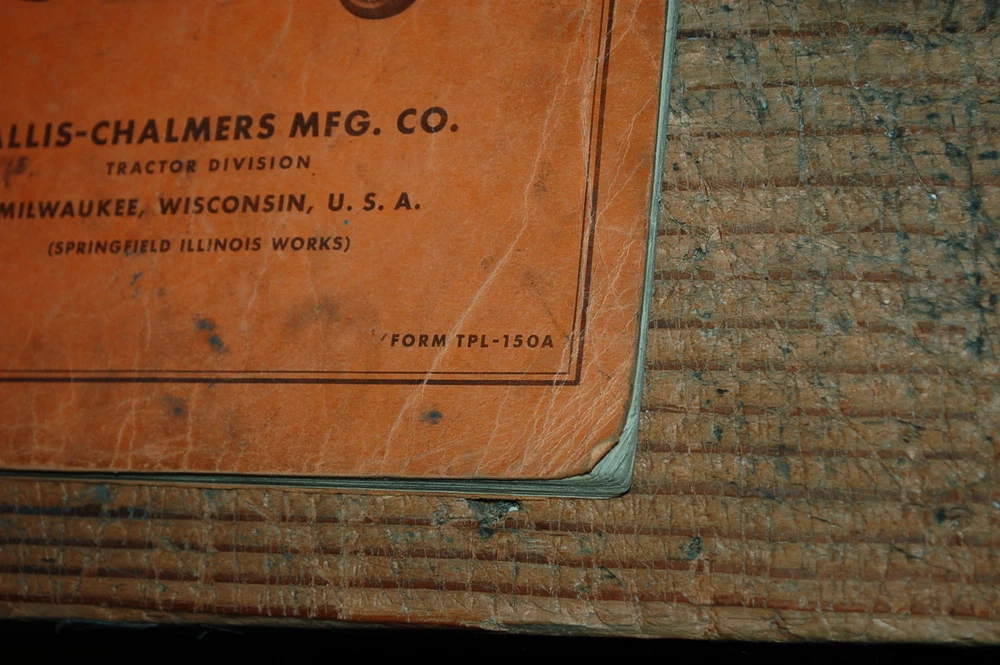 ALLIS-CHALMERS MFG. CO.
TRACTOR DIVISION
MILWAUKEE, WISCONSIN, U. S. A.
(SPRINGFIELD ILLINOIS WORKS)
FORM TPL-150A